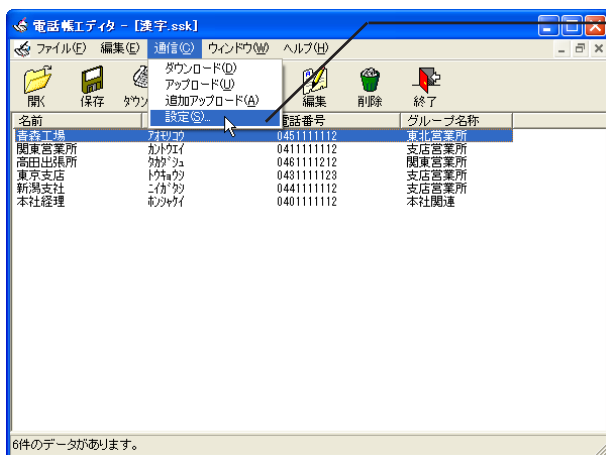 電話帳エディタ - [漢字.ssk]
ファイル(F) 編集(E) 通信(C) ウィンドウ(W) ヘルプ(H)
ダウンロード(D)
アップロード(U)
追加アップロード(A)
設定(S)...
開く 保存 ダウン 編集 削除 終了
名前 電話番号 グループ名称
青森工場 アオモリコウ 0451111112 東北営業所
関東営業所 カントウエイ 0411111112 支店営業所
高田出張所 タカダシュ 0461111212 関東営業所
東京支店 トウキョウシ 0431111123 支店営業所
新潟支社 ニイガタシ 0441111112 支店営業所
本社経理 ホンシャケイ 0401111112 本社関連
6件のデータがあります。